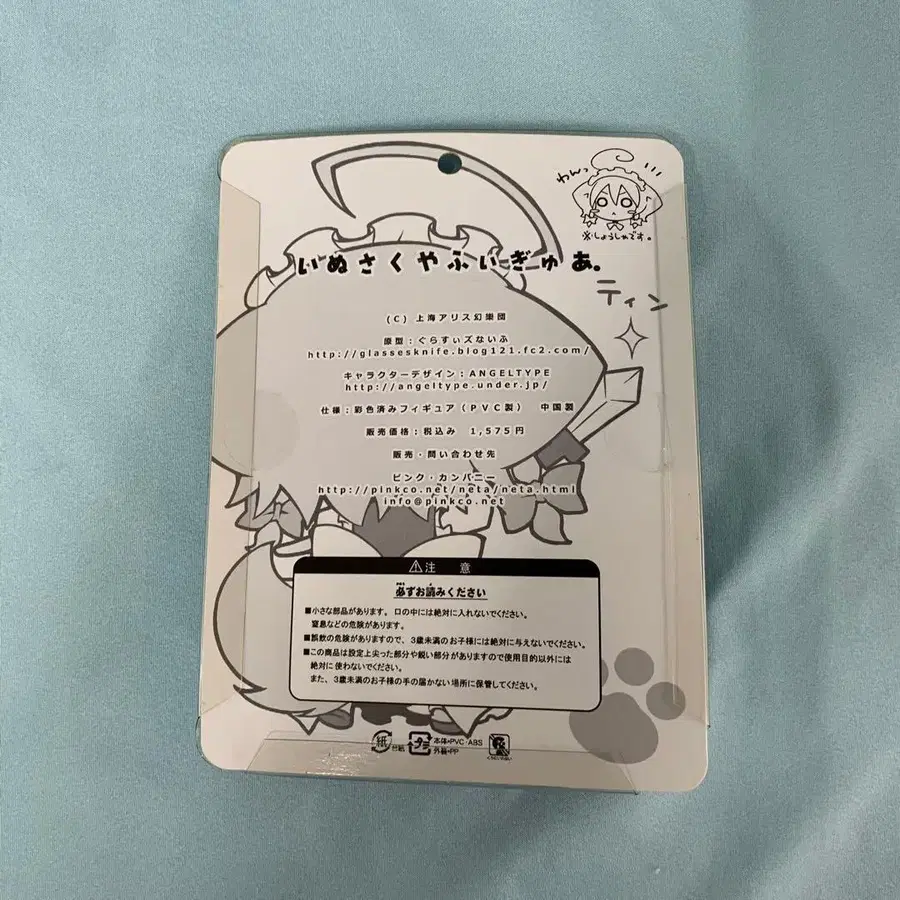 わんっ
※しょうしゃです。
いぬさくやふぃぎゅあ。
ティン
(C) 上海アリス幻樂団
原型：ぐらすぃズないふ
http://glassesknife.blog121.fc2.com/
キャラクターデザイン：ANGELTYPE
http://angeltype.under.jp/
仕様：彩色済みフィギュア（PVC製） 中国製
販売価格：税込み 1,575円
販売・問い合わせ先
ピンク・カンパニー
http://pinkco.net/neta/neta.html
info@pinkco.net
⚠注 意
必ずお読みください
■小さな部品があります。口の中には絶対に入れないでください。
窒息などの危険があります。
■誤飲の危険がありますので、3歳未満のお子様には絶対に与えないでください。
■この商品は設定上尖った部分や鋭い部分がありますので使用目的以外には
絶対に使わないでください。
また、3歳未満のお子様の手の届かない場所に保管してください。
紙 台紙 プラ 本体・PVC・ABS
外装・PP